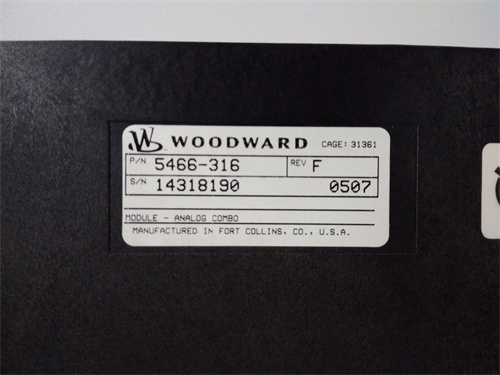 WOODWARD CAGE: 31361
P/N 5466-316 REV F
S/N 14318190 0507
MODULE - ANALOG COMBO
MANUFACTURED IN FORT COLLINS, CO., U.S.A.